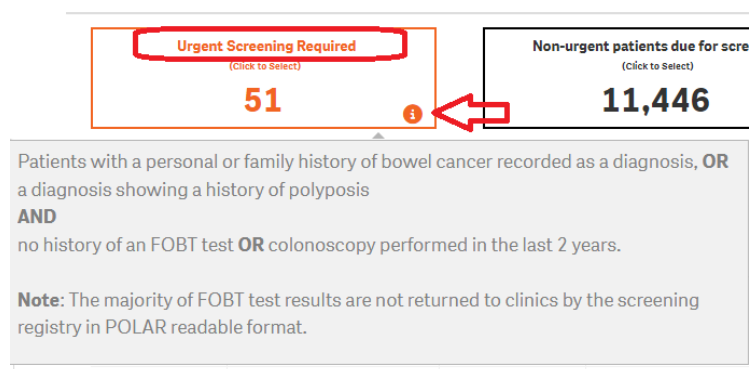 Urgent Screening Required
(Click to Select)
51
Non-urgent patients due for scre
(Click to Select)
11,446
Patients with a personal or family history of bowel cancer recorded as a diagnosis, OR
a diagnosis showing a history of polyposis
AND
no history of an FOBT test OR colonoscopy performed in the last 2 years.
Note: The majority of FOBT test results are not returned to clinics by the screening
registry in POLAR readable format.